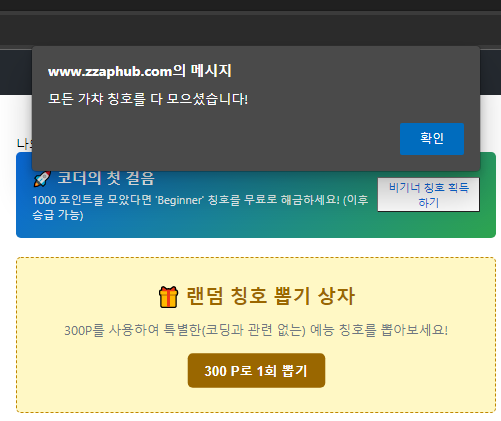 www.zzaphub.com의 메시지
모든 가챠 칭호를 다 모으셨습니다!
확인
코더의 첫 걸음
1000 포인트를 모았다면 'Beginner' 칭호를 무료로 해금하세요! (이후
승급 가능)
비기너 칭호 획득
하기
랜덤 칭호 뽑기 상자
300P를 사용하여 특별한(코딩과 관련 없는) 예능 칭호를 뽑아보세요!
300 P로 1회 뽑기